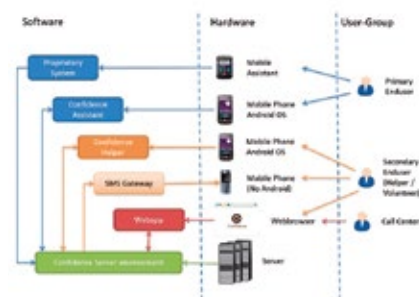 Software
Hardware
User-Group
Proprietary
System
Mobile
Assistant
Primary
Enduser
Confidence
Assistant
Mobile Phone
Android OS
Confidence
Helper
Mobile Phone
Android OS
SMS Gateway
Mobile Phone
(No Android)
Secondary
Enduser
(Helper /
Volunteer)
Website
Webbrowser
Call Center
Confidence Server environment
Server